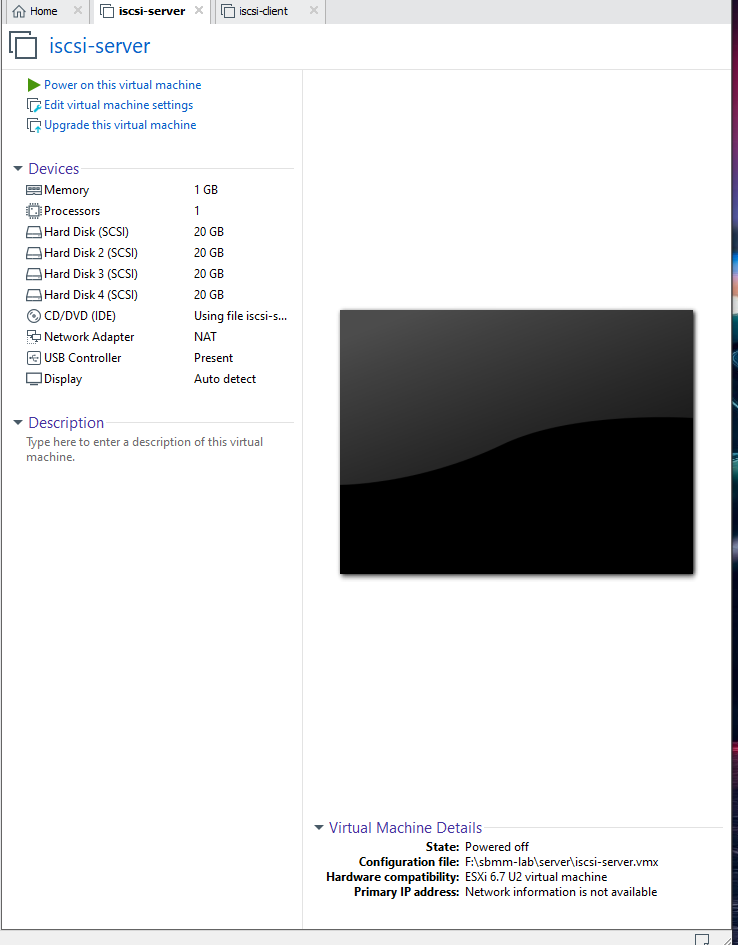 Home
iscsi-server
iscsi-client
iscsi-server
Power on this virtual machine
Edit virtual machine settings
Upgrade this virtual machine
Devices
Memory 1 GB
Processors 1
Hard Disk (SCSI) 20 GB
Hard Disk 2 (SCSI) 20 GB
Hard Disk 3 (SCSI) 20 GB
Hard Disk 4 (SCSI) 20 GB
CD/DVD (IDE) Using file iscsi-s...
Network Adapter NAT
USB Controller Present
Display Auto detect
Description
Type here to enter a description of this virtual
machine.
Virtual Machine Details
State: Powered off
Configuration file: F:\sbmm-lab\server\iscsi-server.vmx
Hardware compatibility: ESXi 6.7 U2 virtual machine
Primary IP address: Network information is not available